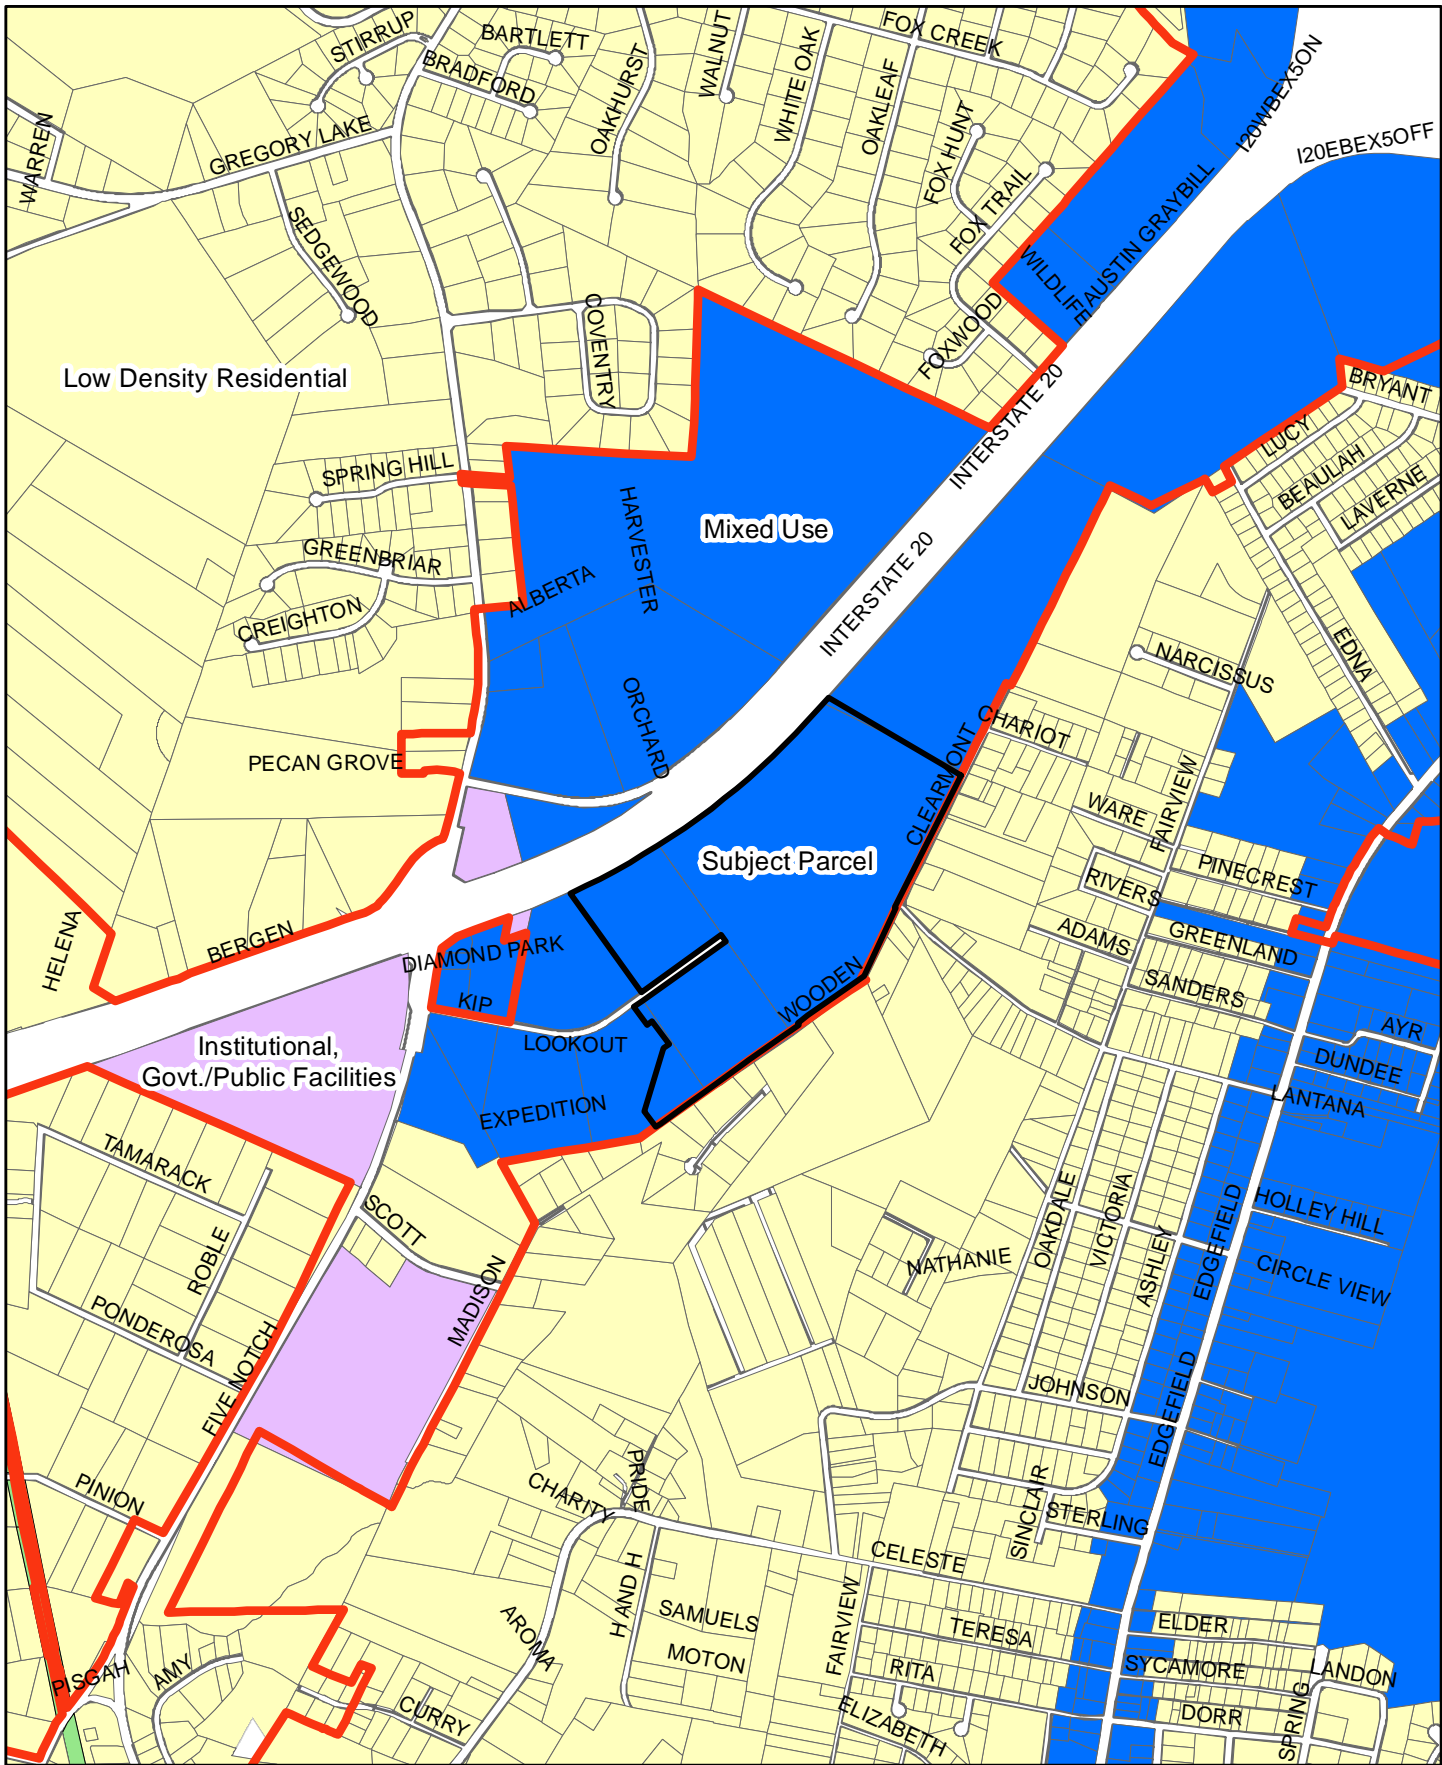 STIRRUP
BARTLETT
BRADFORD
OAKHURST
WALNUT
WHITE OAK
FOX CREEK
OAKLEAF
FOX HUNT
FOX TRAIL
I20WBEX5ON
I20EBEX5OFF
WARREN
GREGORY LAKE
SEDGEWOOD
COVENTRY
FOXWOOD
WILDLIFE
AUSTIN GRAYBILL
Low Density Residential
INTERSTATE 20
BRYANT
LUCY
BEAULAH
LAVERNE
SPRING HILL
HARVESTER
Mixed Use
GREENBRIAR
ALBERTA
CREIGHTON
INTERSTATE 20
EDNA
NARCISSUS
ORCHARD
CHARIOT
PECAN GROVE
CLEARMONT
WARE
FAIRVIEW
Subject Parcel
PINECREST
RIVERS
HELENA
BERGEN
DIAMOND PARK
ADAMS
GREENLAND
KIP
WOODEN
SANDERS
AYR
Institutional,
Govt./Public Facilities
LOOKOUT
DUNDEE
EXPEDITION
LANTANA
TAMARACK
SCOTT
OAKDALE
VICTORIA
ASHLEY
EDGEFIELD
HOLLEY HILL
ROBLE
NATHANIE
CIRCLE VIEW
PONDEROSA
MADISON
FIVE NOTCH
JOHNSON
EDGEFIELD
PINION
CHARITY
PRIDE
SINCLAIR
STERLING
CELESTE
H AND H
AROMA
SAMUELS
FAIRVIEW
TERESA
ELDER
MOTON
PISGAH
AMY
RITA
SYCAMORE
LANDON
CURRY
ELIZABETH
DORR
SPRING